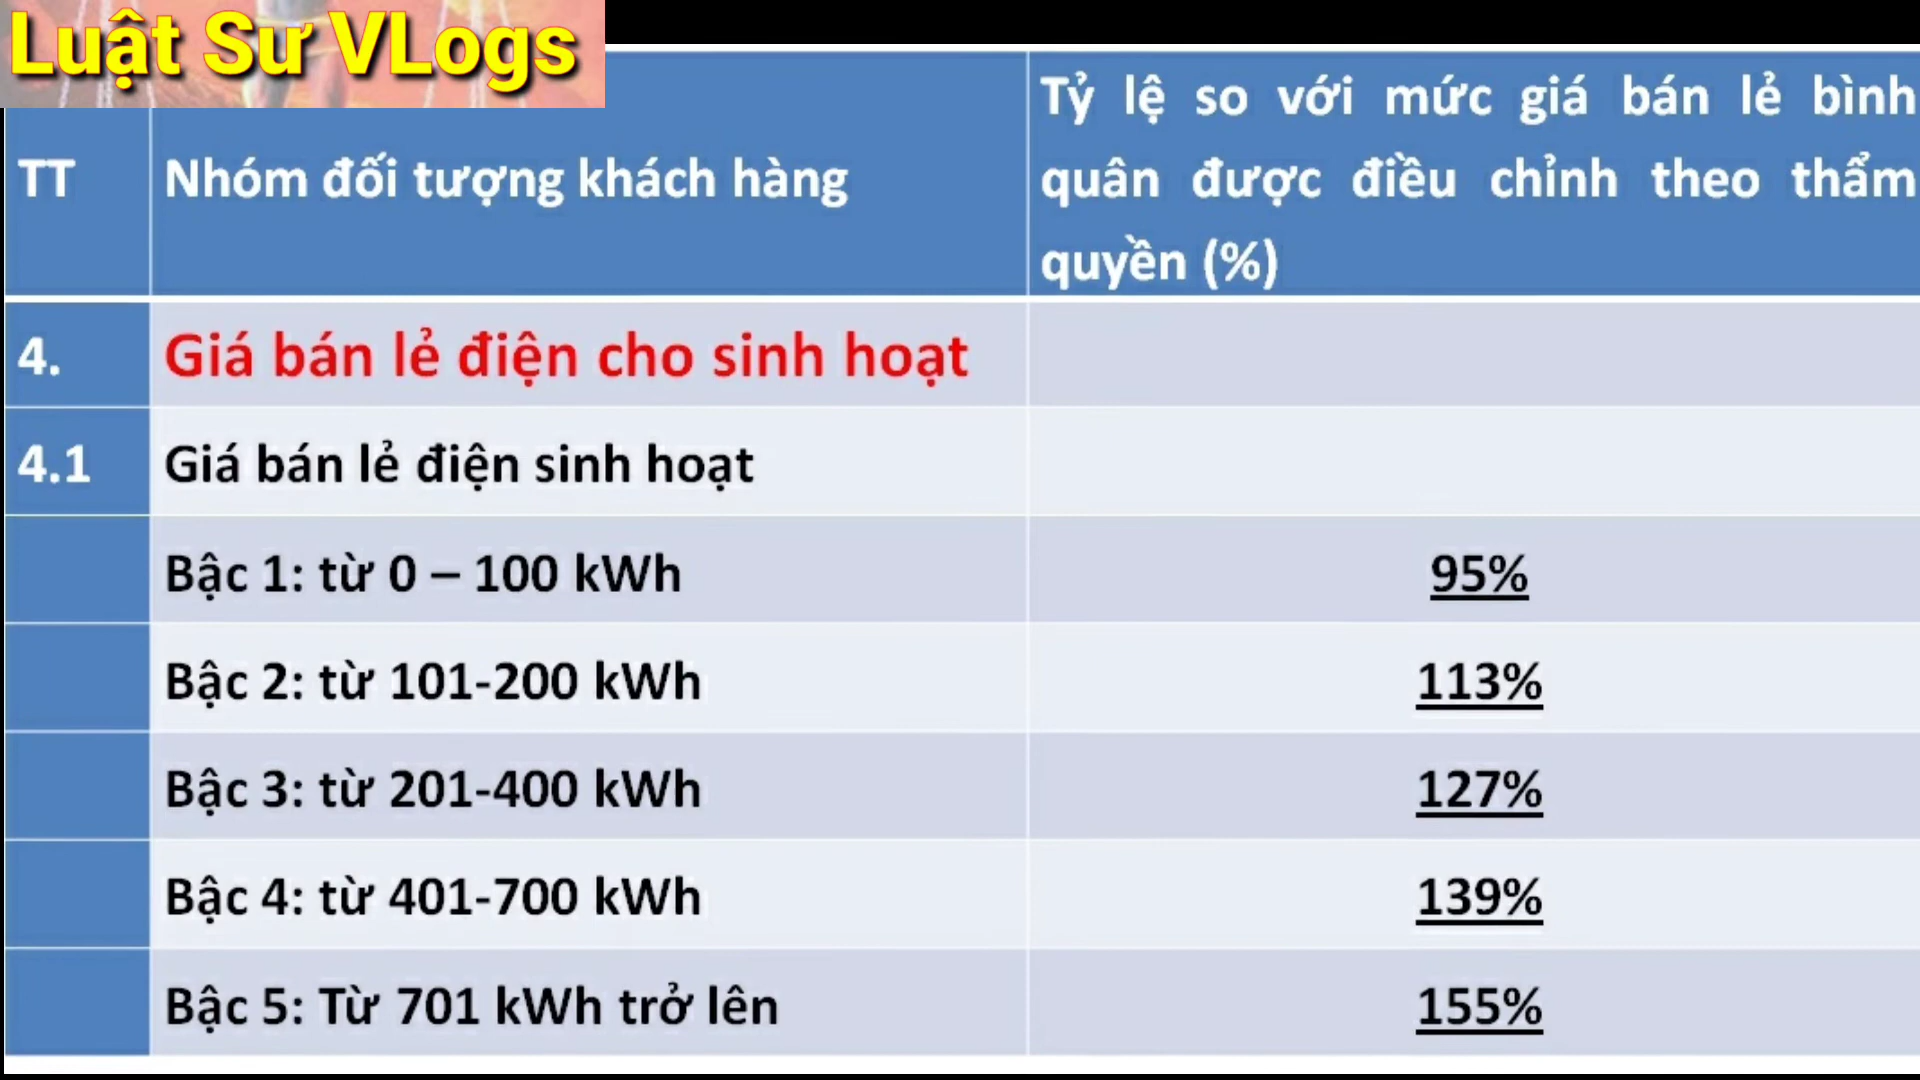 Luật Sư VLogs
TT
Nhóm đối tượng khách hàng
Tỷ lệ so với mức giá bán lẻ bình
quân được điều chỉnh theo thẩm
quyền (%)
4.
Giá bán lẻ điện cho sinh hoạt
4.1
Giá bán lẻ điện sinh hoạt
Bậc 1: từ 0 – 100 kWh
95%
Bậc 2: từ 101-200 kWh
113%
Bậc 3: từ 201-400 kWh
127%
Bậc 4: từ 401-700 kWh
139%
Bậc 5: Từ 701 kWh trở lên
155%